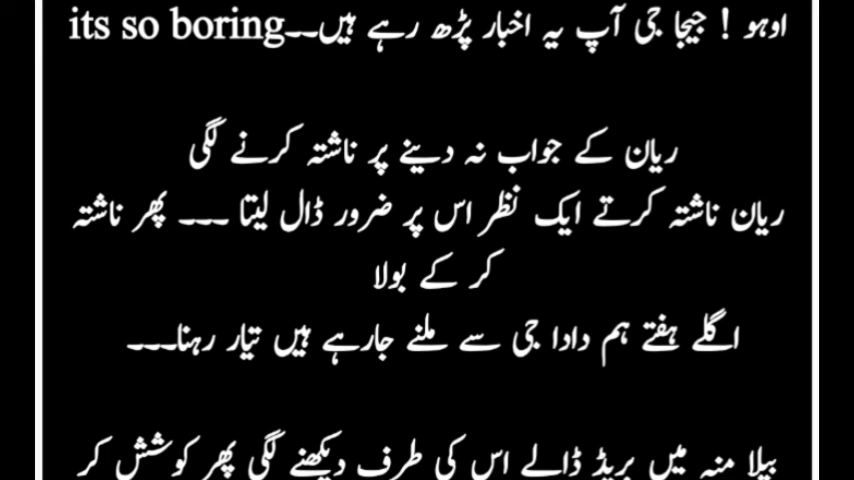 اوہو ! جیجا جی آپ یہ اخبار پڑھ رہے ہیں۔۔its so boring
ریان کے جواب نہ دینے پر ناشتہ کرنے لگی
ریان ناشتہ کرتے ایک نظر اس پر ضرور ڈال لیتا ۔۔۔ پھر ناشتہ
کر کے بولا
اگلے ہفتے ہم دادا جی سے ملنے جارہے ہیں تیار رہنا۔۔۔
بیلا منہ میں بریڈ ڈالے اس کی طرف دیکھنے لگی پھر کوشش کر